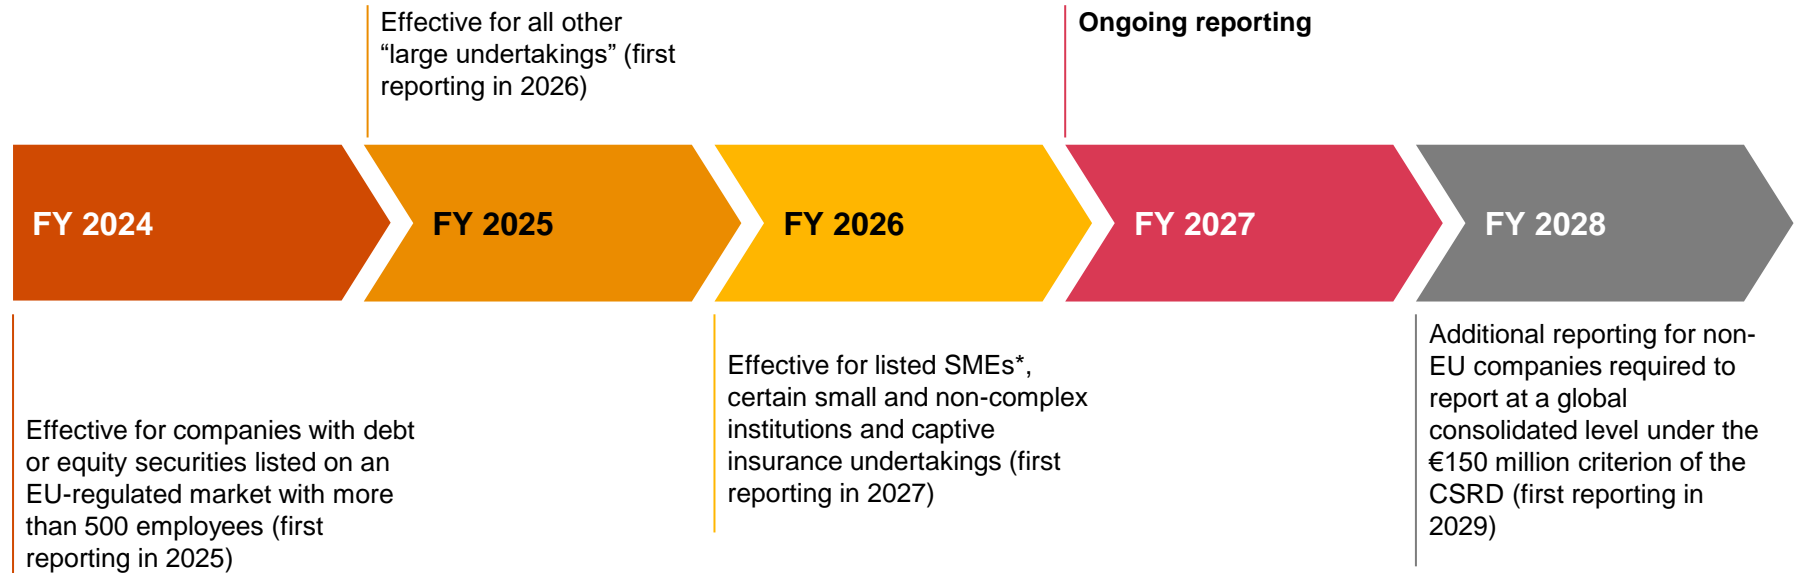 Effective for all other
“large undertakings” (first
reporting in 2026)
Ongoing reporting
FY 2024
FY 2025
FY 2026
FY 2027
FY 2028
Effective for companies with debt
or equity securities listed on an
EU-regulated market with more
than 500 employees (first
reporting in 2025)
Effective for listed SMEs*,
certain small and non-complex
institutions and captive
insurance undertakings (first
reporting in 2027)
Additional reporting for non-
EU companies required to
report at a global
consolidated level under the
€150 million criterion of the
CSRD (first reporting in
2029)